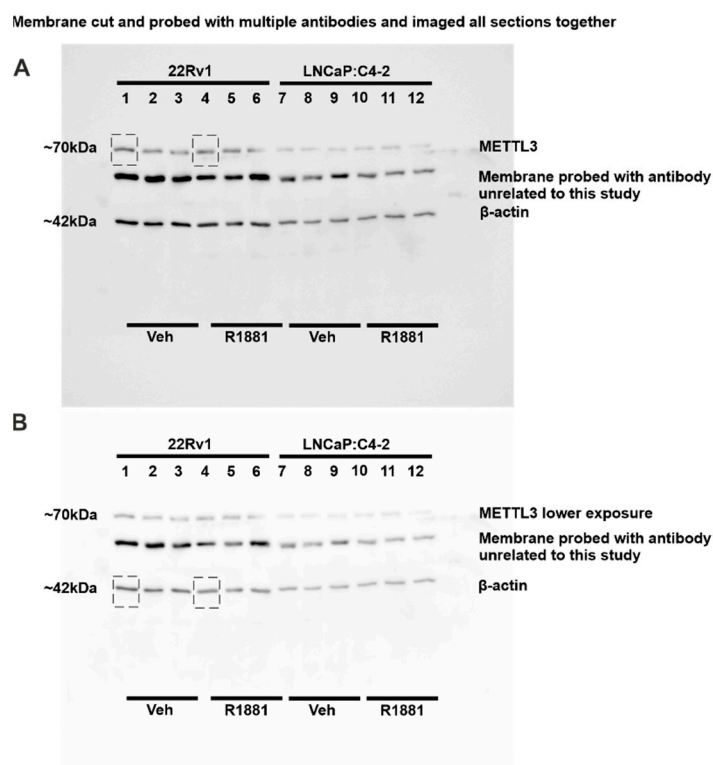 Membrane cut and probed with multiple antibodies and imaged all sections together
A
22Rv1 LNCaP:C4-2
1 2 3 4 5 6 7 8 9 10 11 12
~70kDa METTL3
Membrane probed with antibody
unrelated to this study
~42kDa β-actin
Veh R1881 Veh R1881
B
22Rv1 LNCaP:C4-2
1 2 3 4 5 6 7 8 9 10 11 12
~70kDa METTL3 lower exposure
Membrane probed with antibody
unrelated to this study
~42kDa β-actin
Veh R1881 Veh R1881